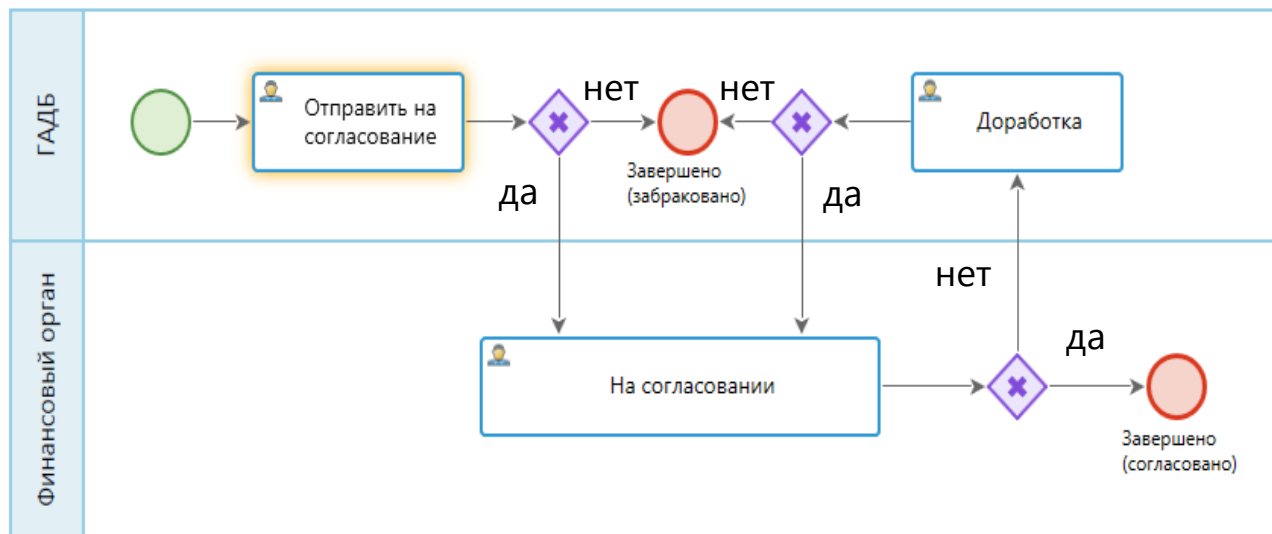 ГАДБ
Отправить на
согласование
нет
нет
Доработка
Завершено
(забраковано)
да
да
Финансовый орган
На согласовании
нет
да
Завершено
(согласовано)